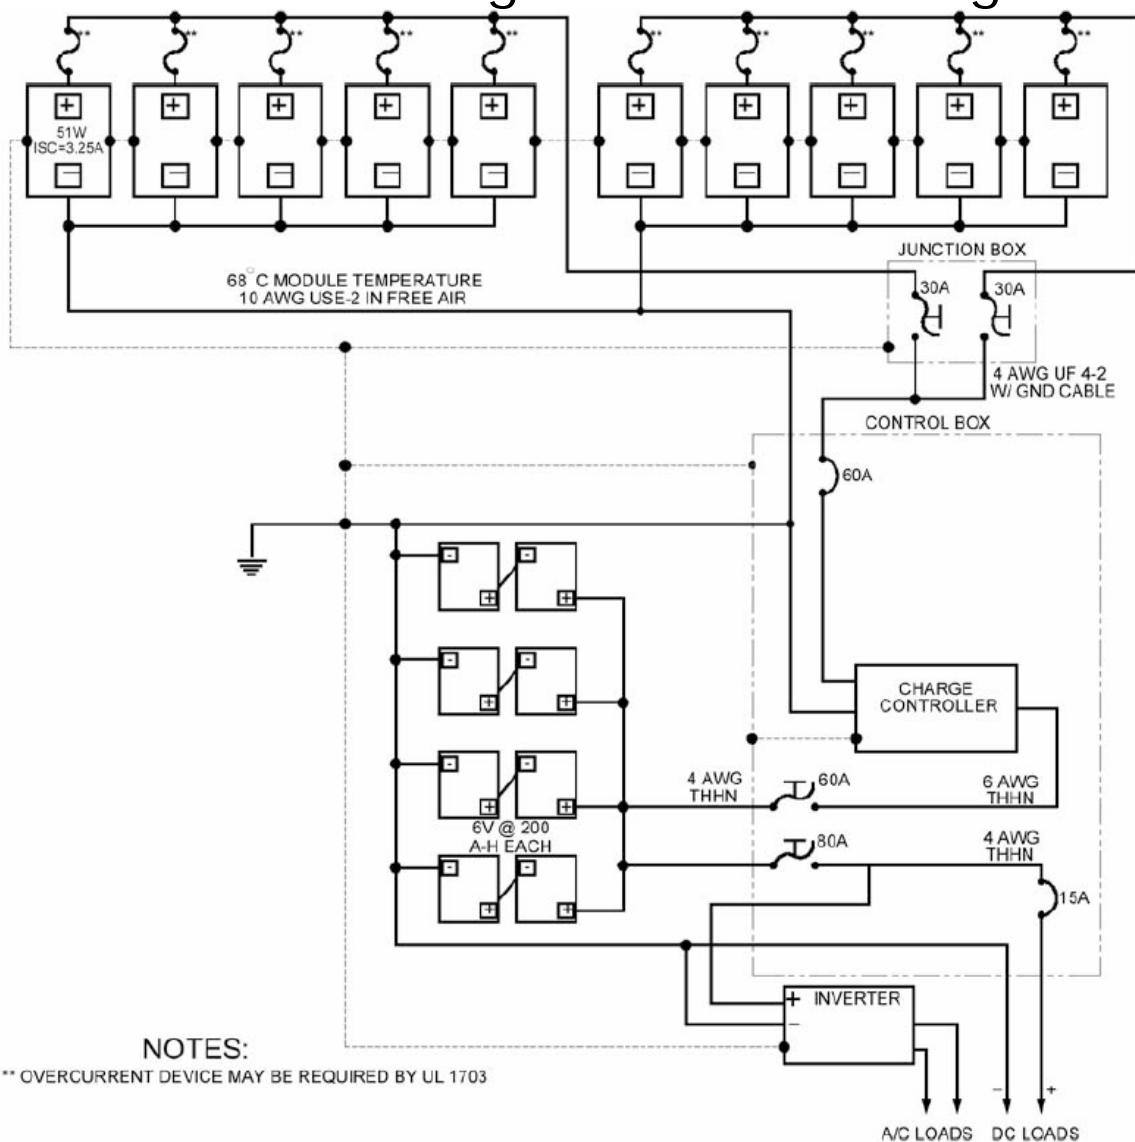 ** ** ** ** ** ** ** ** ** **
+ + + + + + + + + +
51W
ISC=3.25A
− − − − − − − − − −
JUNCTION BOX
68°C MODULE TEMPERATURE
10 AWG USE-2 IN FREE AIR
30A 30A
4 AWG UF 4-2
W/ GND CABLE
CONTROL BOX
60A
- -
+ +
- -
+ +
CHARGE
CONTROLLER
- -
+ +
4 AWG
THHN
60A
6 AWG
THHN
6V @ 200
A-H EACH
80A
4 AWG
THHN
- -
+ +
15A
+ INVERTER
−
NOTES:
** OVERCURRENT DEVICE MAY BE REQUIRED BY UL 1703
− +
A/C LOADS DC LOADS